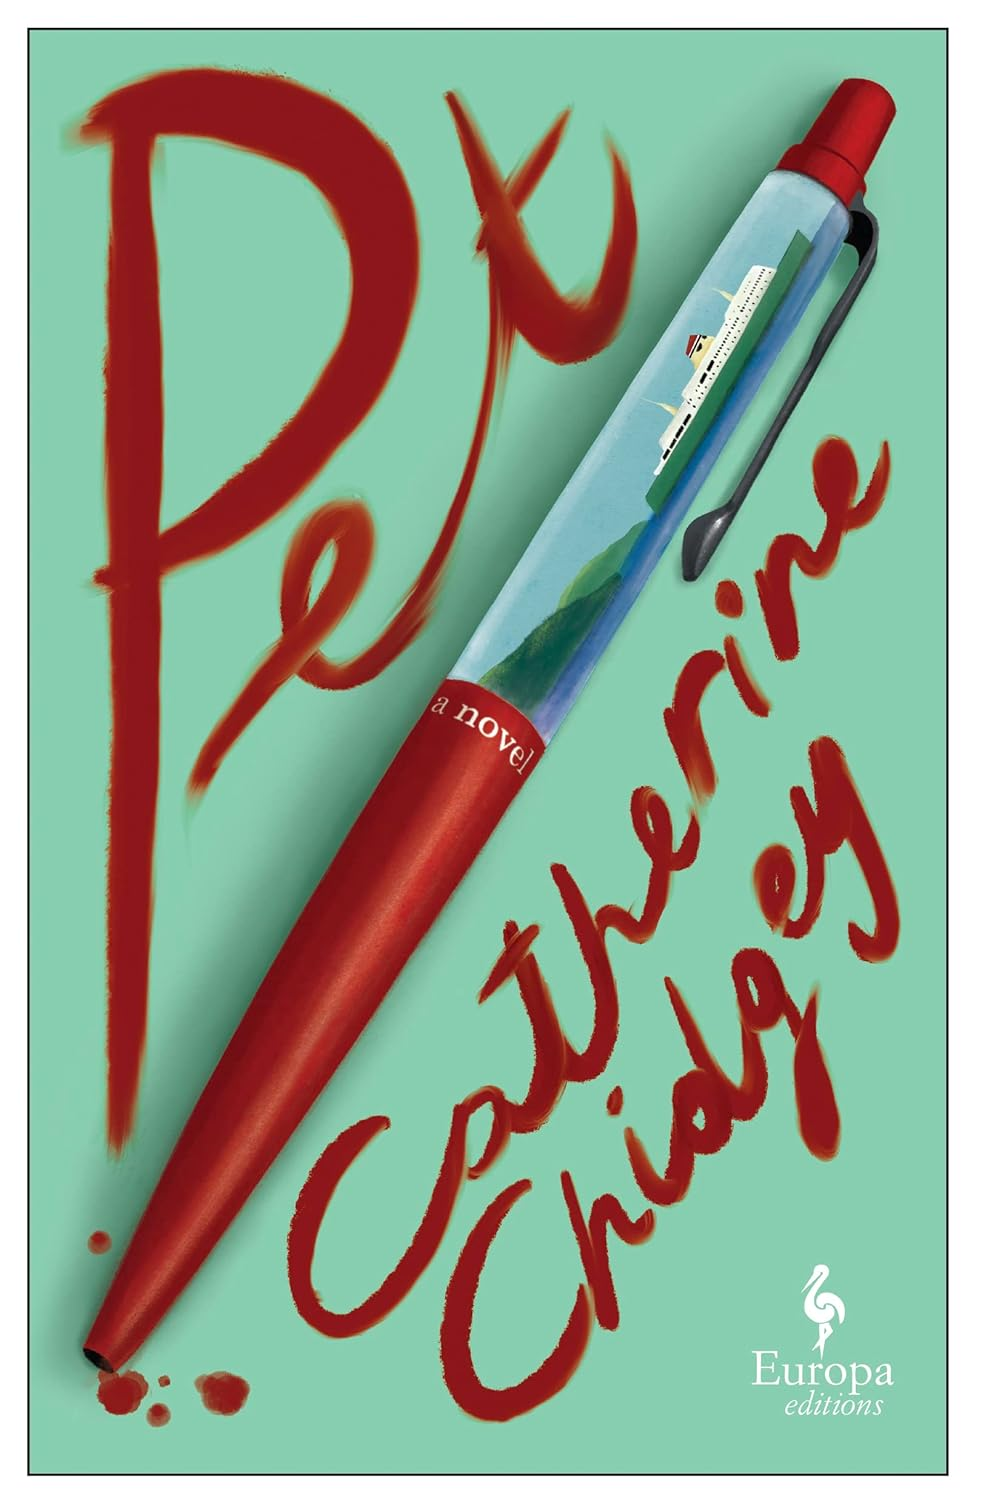 Pet
a novel
Catherine
Chidgey
Europa
editions